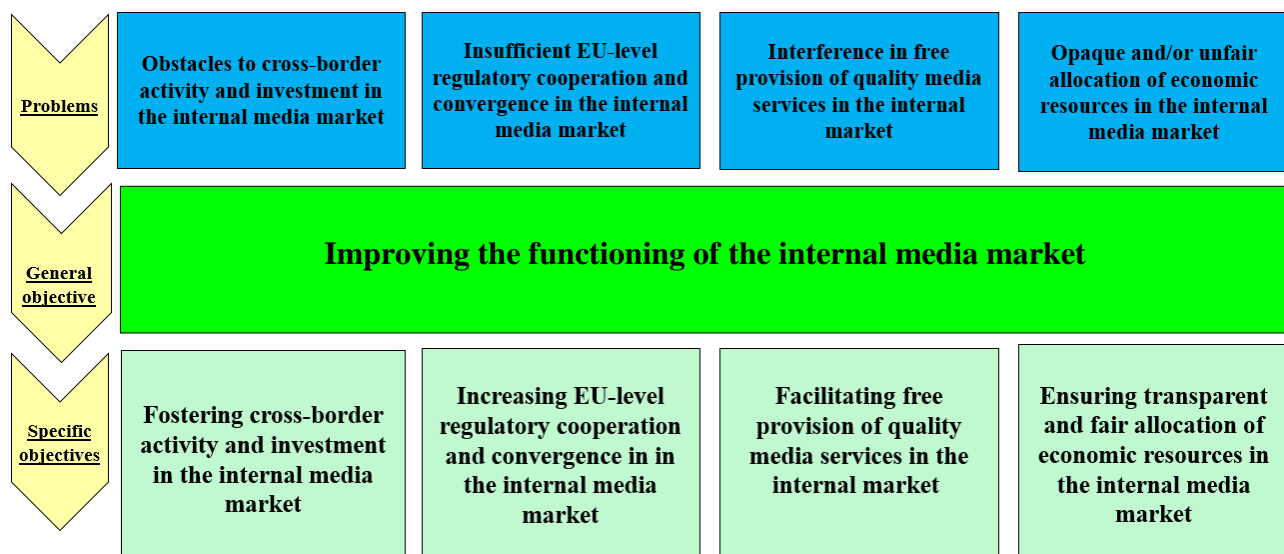 Problems
Obstacles to cross-border
activity and investment in
the internal media market
Insufficient EU-level
regulatory cooperation and
convergence in the internal
media market
Interference in free
provision of quality media
services in the internal
market
Opaque and/or unfair
allocation of economic
resources in the internal
media market
General
objective
Improving the functioning of the internal media market
Specific
objectives
Fostering cross-border
activity and investment
in the internal media
market
Increasing EU-level
regulatory cooperation
and convergence in in
the internal media
market
Facilitating free
provision of quality
media services in the
internal market
Ensuring transparent
and fair allocation of
economic resources in
the internal media
market